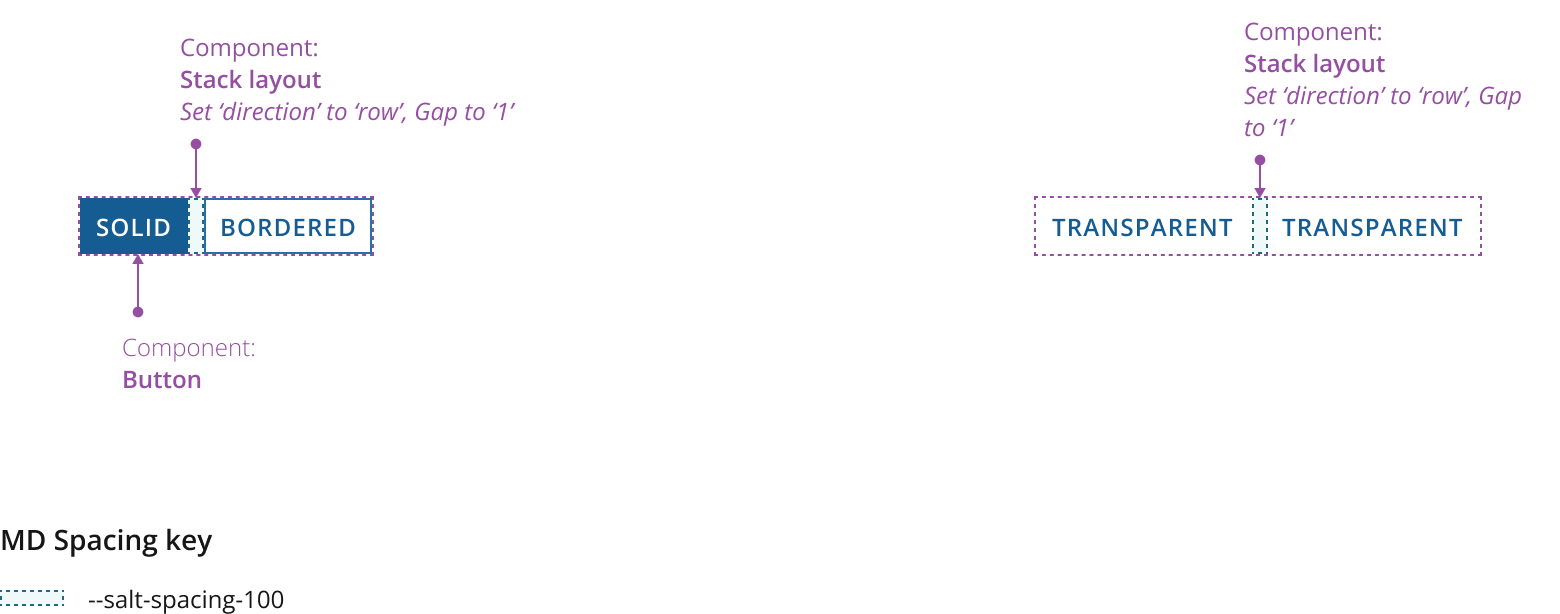 Component:
Stack layout
Set ‘direction’ to ‘row’, Gap to ‘1’
SOLID
BORDERED
Component:
Button
Component:
Stack layout
Set ‘direction’ to ‘row’, Gap
to ‘1’
TRANSPARENT
TRANSPARENT
MD Spacing key
--salt-spacing-100